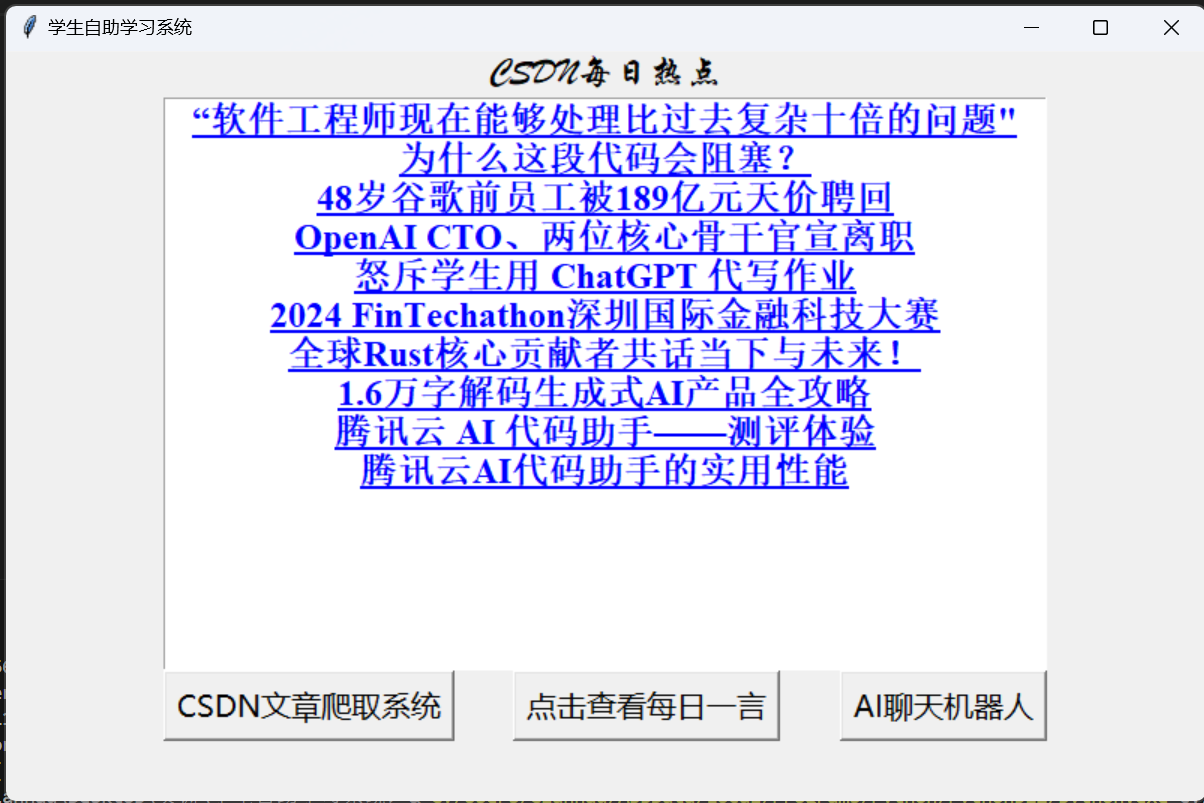 学生自助学习系统
CSDN每日热点
“软件工程师现在能够处理比过去复杂十倍的问题"
为什么这段代码会阻塞？
48岁谷歌前员工被189亿元天价聘回
OpenAI CTO、两位核心骨干官宣离职
怒斥学生用 ChatGPT 代写作业
2024 FinTechathon深圳国际金融科技大赛
全球Rust核心贡献者共话当下与未来！
1.6万字解码生成式AI产品全攻略
腾讯云 AI 代码助手——测评体验
腾讯云AI代码助手的实用性能
CSDN文章爬取系统
点击查看每日一言
AI聊天机器人